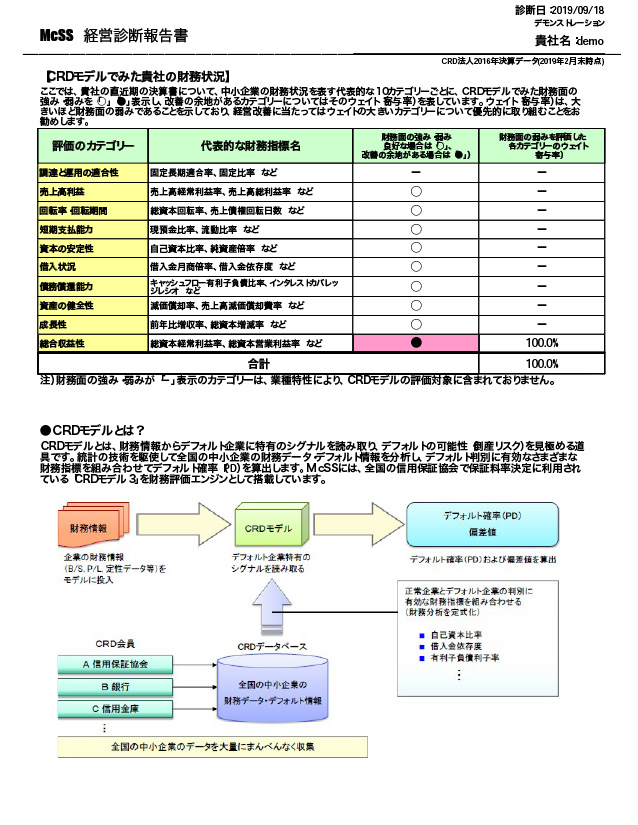 診断日:2019/09/18
デモンストレーション
McSS 経営診断報告書
貴社名:demo
CRD法人2016年決算データ(2019年2月末時点)
【CRDモデルでみた貴社の財務状況】
ここでは、貴社の直近期の決算書について、中小企業の財務状況を表す代表的な10カテゴリーごとに、CRDモデルでみた財務面の
強み・弱みを「○」「●」表示し、改善の余地があるカテゴリーについてはそのウェイト(寄与率)を表しています。ウェイト(寄与率)は、大
きいほど財務面の弱みであることを示しており、経営改善に当たってはウェイトの大きいカテゴリーについて優先的に取り組むことをお
勧めします。
評価のカテゴリー 代表的な財務指標名 財務面の強み・弱み 財務面の弱みを評価した
良好な場合は「○」、 各カテゴリーのウェイト
改善の余地がある場合は「●」) 寄与率)
調達と運用の適合性 固定長期適合率、固定比率 など ー ー
売上高利益 売上高経常利益率、売上高総利益率 など ○ ー
回転率・回転期間 総資本回転率、売上債権回転日数 など ○ ー
短期支払能力 現預金比率、流動比率 など ○ ー
資本の安定性 自己資本比率、純資産倍率 など ○ ー
借入状況 借入金月商倍率、借入金依存度 など ○ ー
債務償還能力 キャッシュフロー有利子負債比率、インタレストカバレッ ○ ー
ジレシオ など
資産の健全性 減価償却率、売上高減価償却費率 など ○ ー
成長性 前年比増収率、総資本増減率 など ○ ー
総合収益性 総資本経常利益率、総資本営業利益率 など ● 100.0%
合計 100.0%
注)財務面の強み・弱みが「ー」表示のカテゴリーは、業種特性により、CRDモデルの評価対象に含まれておりません。
●CRDモデルとは？
CRDモデルとは、財務情報からデフォルト企業に特有のシグナルを読み取り、デフォルトの可能性(倒産リスク)を見極める道
具です。統計の技術を駆使して全国の中小企業の財務データ・デフォルト情報を分析し、デフォルト判別に有効なさまざまな
財務指標を組み合わせてデフォルト確率(PD)を算出します。McSSには、全国の信用保証協会で保証料率決定に利用され
ている「CRDモデル3」を財務評価エンジンとして搭載しています。
財務情報
CRDモデル
デフォルト確率(PD)
偏差値
企業の財務情報
(B/S, P/L, 定性データ等)を
モデルに投入
デフォルト企業特有の
シグナルを読み取る
デフォルト確率(PD)および偏差値を算出
正常企業とデフォルト企業の判別に
有効な財務指標を組み合わせる
(財務分析を定式化)
■ 自己資本比率
■ 借入金依存度
■ 有利子負債利子率
⋮
CRD会員
A 信用保証協会
B 銀行
C 信用金庫
⋮
CRDデータベース
全国の中小企業の
財務データ・デフォルト情報
全国の中小企業のデータを大量にまんべんなく収集